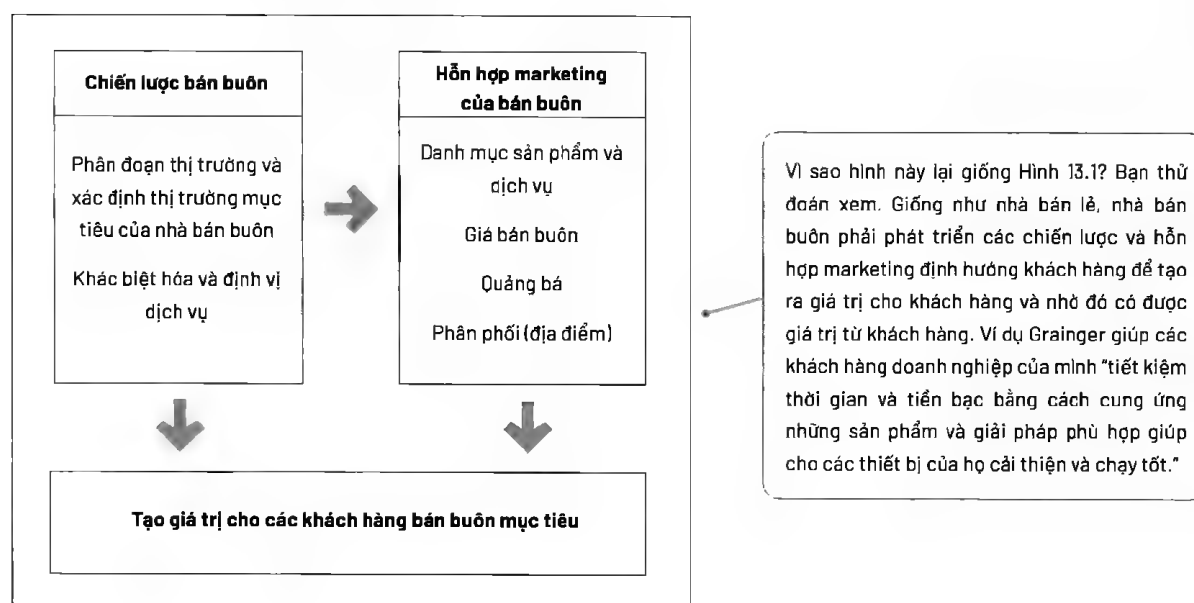 Chiến lược bán buôn
Phân đoạn thị trường và
xác định thị trường mục
tiêu của nhà bán buôn
Khác biệt hóa và định vị
dịch vụ
Hỗn hợp marketing
của bán buôn
Danh mục sản phẩm và
dịch vụ
Giá bán buôn
Quảng bá
Phân phối (địa điểm)
Tạo giá trị cho các khách hàng bán buôn mục tiêu
Vì sao hình này lại giống Hình 13.1? Bạn thử
đoán xem. Giống như nhà bán lẻ, nhà bán
buôn phải phát triển các chiến lược và hỗn
hợp marketing định hướng khách hàng để tạo
ra giá trị cho khách hàng và nhờ đó có được
giá trị từ khách hàng. Ví dụ Grainger giúp các
khách hàng doanh nghiệp của mình "tiết kiệm
thời gian và tiền bạc bằng cách cung ứng
những sản phẩm và giải pháp phù hợp giúp
cho các thiết bị của họ cải thiện và chạy tốt."